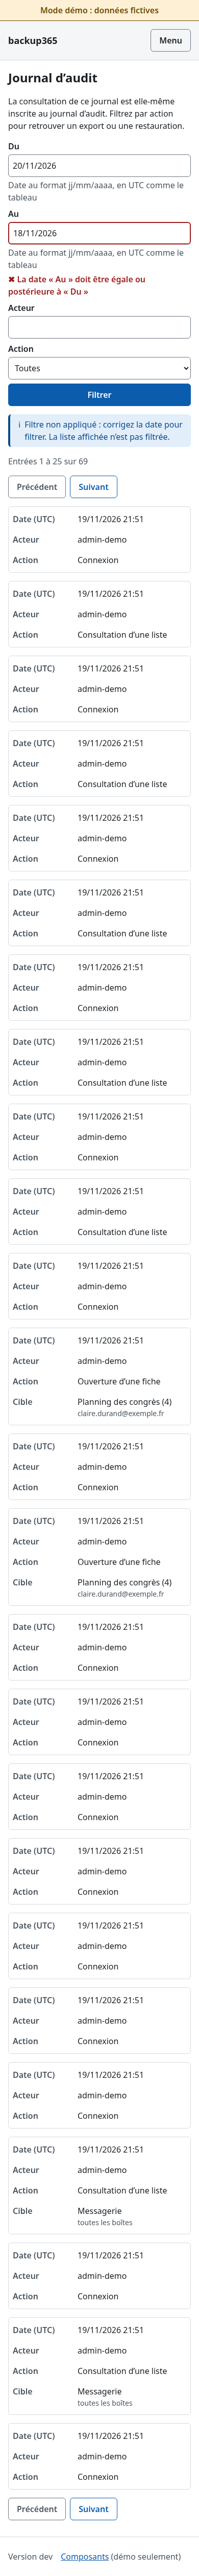 Mode démo : données fictives
backup365
Menu
Journal d’audit
La consultation de ce journal est elle-même
inscrite au journal d’audit. Filtrez par action
pour retrouver un export ou une restauration.
Du
20/11/2026
Date au format jj/mm/aaaa, en UTC comme le
tableau
Au
18/11/2026
Date au format jj/mm/aaaa, en UTC comme le
tableau
✖ La date « Au » doit être égale ou
postérieure à « Du »
Acteur
Action
Toutes
Filtrer
i Filtre non appliqué : corrigez la date pour
filtrer. La liste affichée n’est pas filtrée.
Entrées 1 à 25 sur 69
Précédent Suivant
Date (UTC) 19/11/2026 21:51
Acteur admin-demo
Action Connexion
Date (UTC) 19/11/2026 21:51
Acteur admin-demo
Action Consultation d’une liste
Date (UTC) 19/11/2026 21:51
Acteur admin-demo
Action Connexion
Date (UTC) 19/11/2026 21:51
Acteur admin-demo
Action Consultation d’une liste
Date (UTC) 19/11/2026 21:51
Acteur admin-demo
Action Connexion
Date (UTC) 19/11/2026 21:51
Acteur admin-demo
Action Consultation d’une liste
Date (UTC) 19/11/2026 21:51
Acteur admin-demo
Action Connexion
Date (UTC) 19/11/2026 21:51
Acteur admin-demo
Action Consultation d’une liste
Date (UTC) 19/11/2026 21:51
Acteur admin-demo
Action Connexion
Date (UTC) 19/11/2026 21:51
Acteur admin-demo
Action Consultation d’une liste
Date (UTC) 19/11/2026 21:51
Acteur admin-demo
Action Connexion
Date (UTC) 19/11/2026 21:51
Acteur admin-demo
Action Ouverture d’une fiche
Cible Planning des congrès (4)
claire.durand@exemple.fr
Date (UTC) 19/11/2026 21:51
Acteur admin-demo
Action Connexion
Date (UTC) 19/11/2026 21:51
Acteur admin-demo
Action Ouverture d’une fiche
Cible Planning des congrès (4)
claire.durand@exemple.fr
Date (UTC) 19/11/2026 21:51
Acteur admin-demo
Action Connexion
Date (UTC) 19/11/2026 21:51
Acteur admin-demo
Action Connexion
Date (UTC) 19/11/2026 21:51
Acteur admin-demo
Action Connexion
Date (UTC) 19/11/2026 21:51
Acteur admin-demo
Action Connexion
Date (UTC) 19/11/2026 21:51
Acteur admin-demo
Action Connexion
Date (UTC) 19/11/2026 21:51
Acteur admin-demo
Action Connexion
Date (UTC) 19/11/2026 21:51
Acteur admin-demo
Action Connexion
Date (UTC) 19/11/2026 21:51
Acteur admin-demo
Action Consultation d’une liste
Cible Messagerie
toutes les boîtes
Date (UTC) 19/11/2026 21:51
Acteur admin-demo
Action Connexion
Date (UTC) 19/11/2026 21:51
Acteur admin-demo
Action Consultation d’une liste
Cible Messagerie
toutes les boîtes
Date (UTC) 19/11/2026 21:51
Acteur admin-demo
Action Connexion
Précédent Suivant
Version dev Composants (démo seulement)